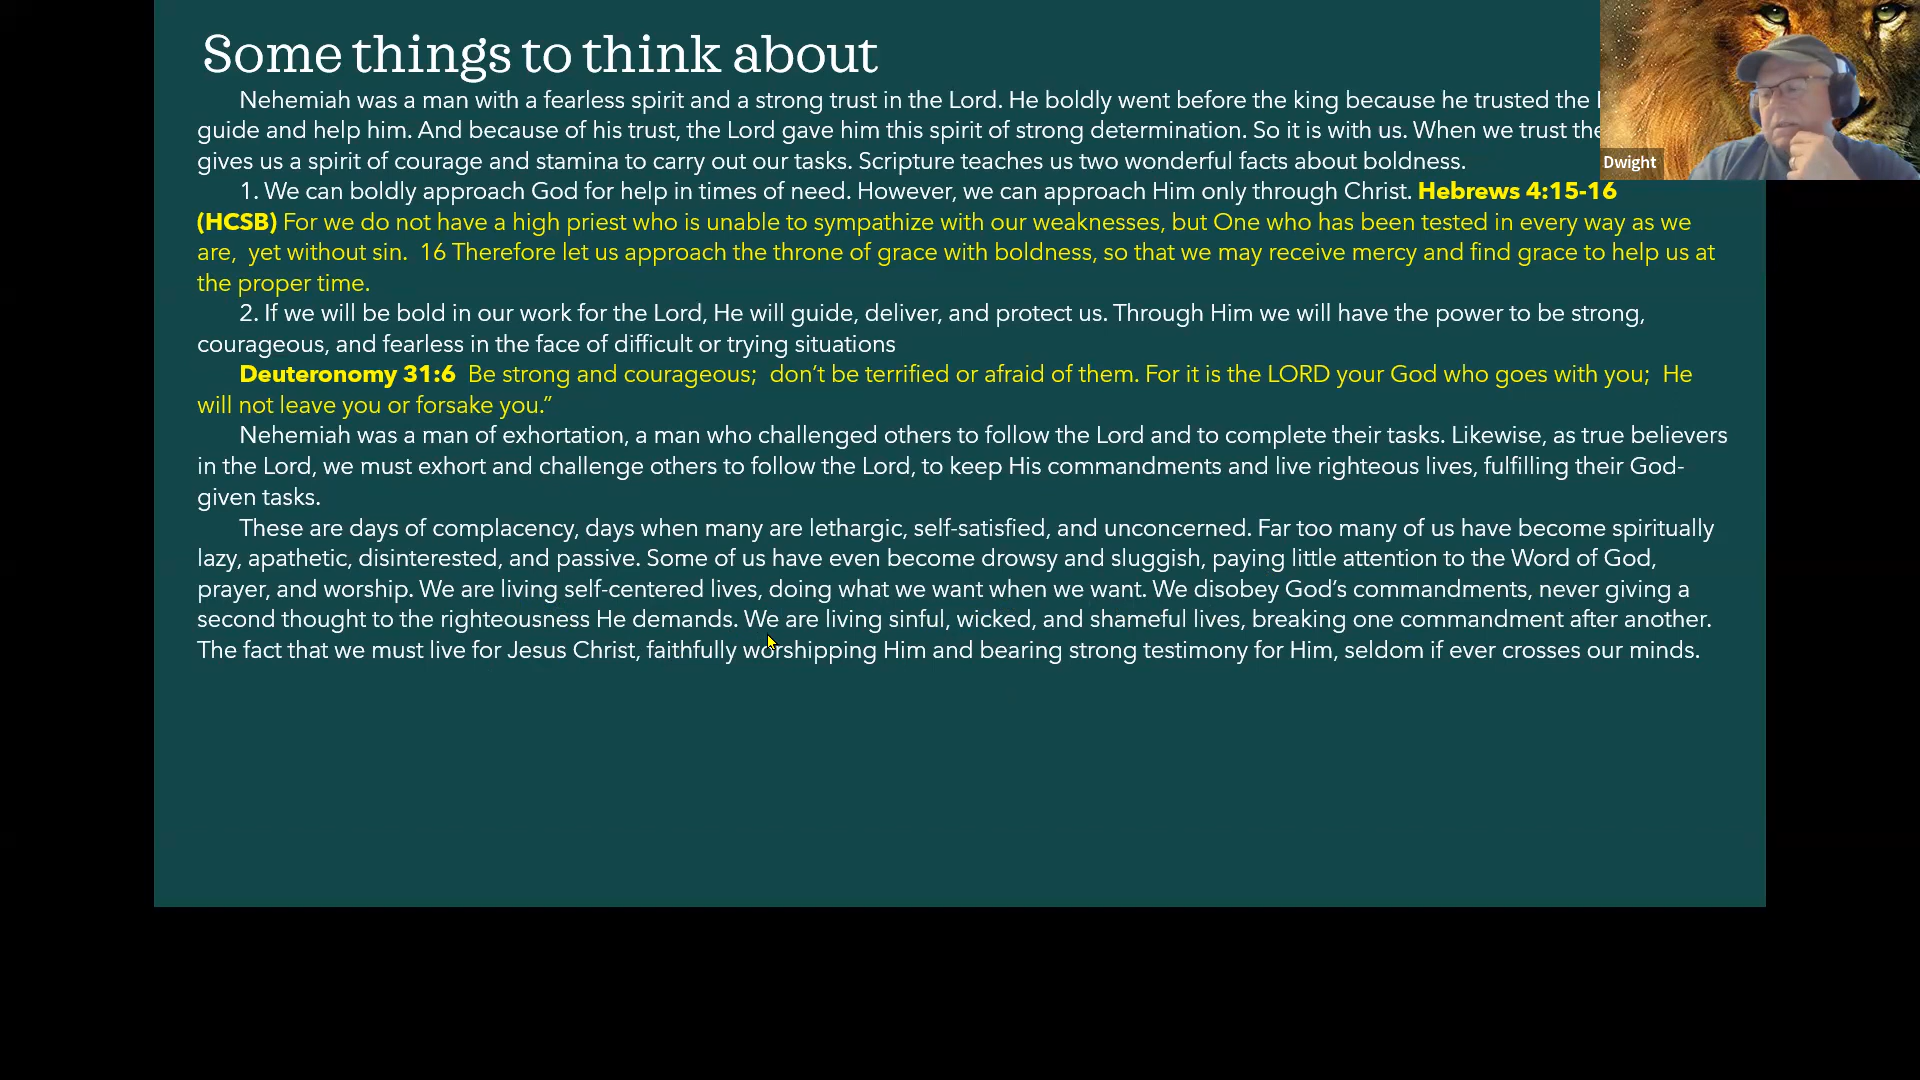 Some things to think about
Nehemiah was a man with a fearless spirit and a strong trust in the Lord. He boldly went before the king because he trusted the
guide and help him. And because of his trust, the Lord gave him this spirit of strong determination. So it is with us. When we trust the
gives us a spirit of courage and stamina to carry out our tasks. Scripture teaches us two wonderful facts about boldness.
1. We can boldly approach God for help in times of need. However, we can approach Him only through Christ. Hebrews 4:15-16
(HCSB) For we do not have a high priest who is unable to sympathize with our weaknesses, but One who has been tested in every way as we
are,  yet without sin.  16 Therefore let us approach the throne of grace with boldness, so that we may receive mercy and find grace to help us at
the proper time.
2. If we will be bold in our work for the Lord, He will guide, deliver, and protect us. Through Him we will have the power to be strong,
courageous, and fearless in the face of difficult or trying situations
Deuteronomy 31:6  Be strong and courageous;  don’t be terrified or afraid of them. For it is the LORD your God who goes with you;  He
will not leave you or forsake you.”
Nehemiah was a man of exhortation, a man who challenged others to follow the Lord and to complete their tasks. Likewise, as true believers
in the Lord, we must exhort and challenge others to follow the Lord, to keep His commandments and live righteous lives, fulfilling their God-
given tasks.
These are days of complacency, days when many are lethargic, self-satisfied, and unconcerned. Far too many of us have become spiritually
lazy, apathetic, disinterested, and passive. Some of us have even become drowsy and sluggish, paying little attention to the Word of God,
prayer, and worship. We are living self-centered lives, doing what we want when we want. We disobey God’s commandments, never giving a
second thought to the righteousness He demands. We are living sinful, wicked, and shameful lives, breaking one commandment after another.
The fact that we must live for Jesus Christ, faithfully worshipping Him and bearing strong testimony for Him, seldom if ever crosses our minds.
Dwight